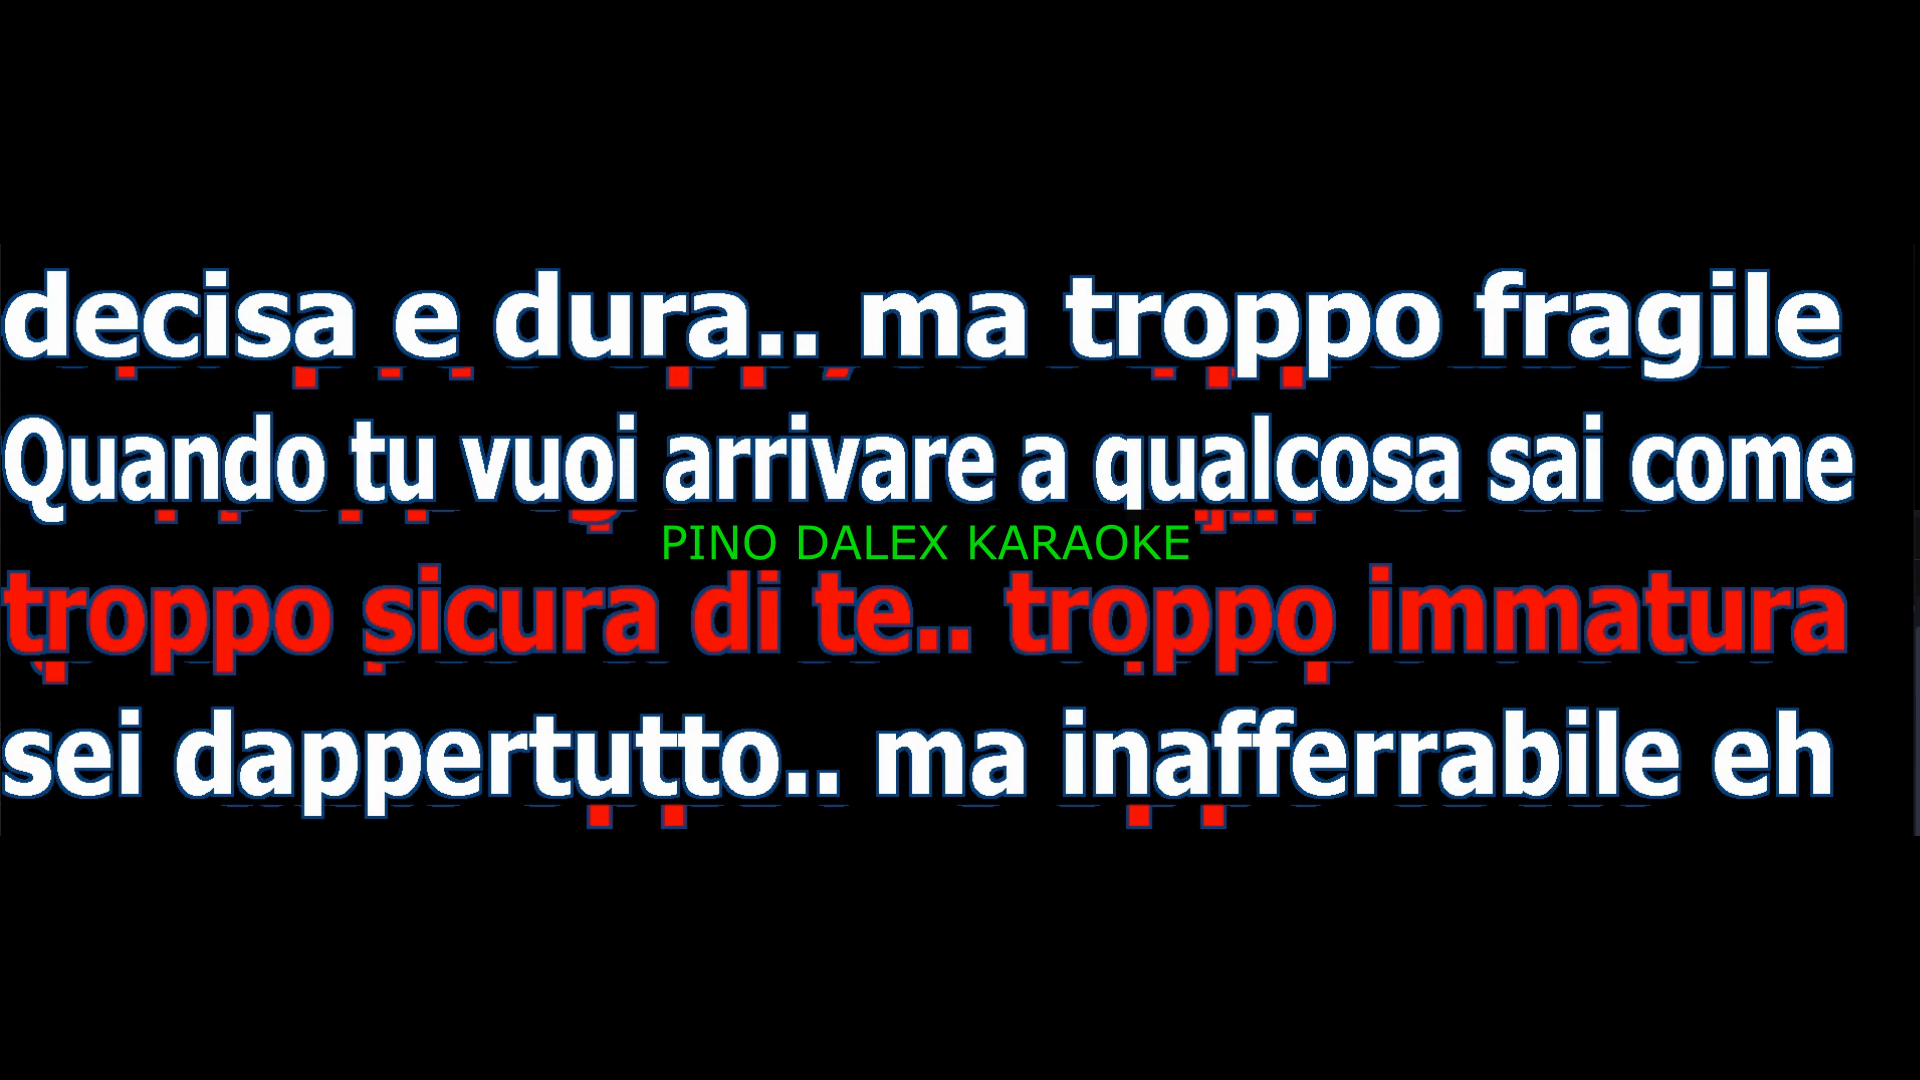 decisa e dura.. ma troppo fragile
Quando tu vuoi arrivare a qualcosa sai come
PINO DALEX KARAOKE
troppo sicura di te.. troppo immatura
sei dappertutto.. ma inafferrabile eh